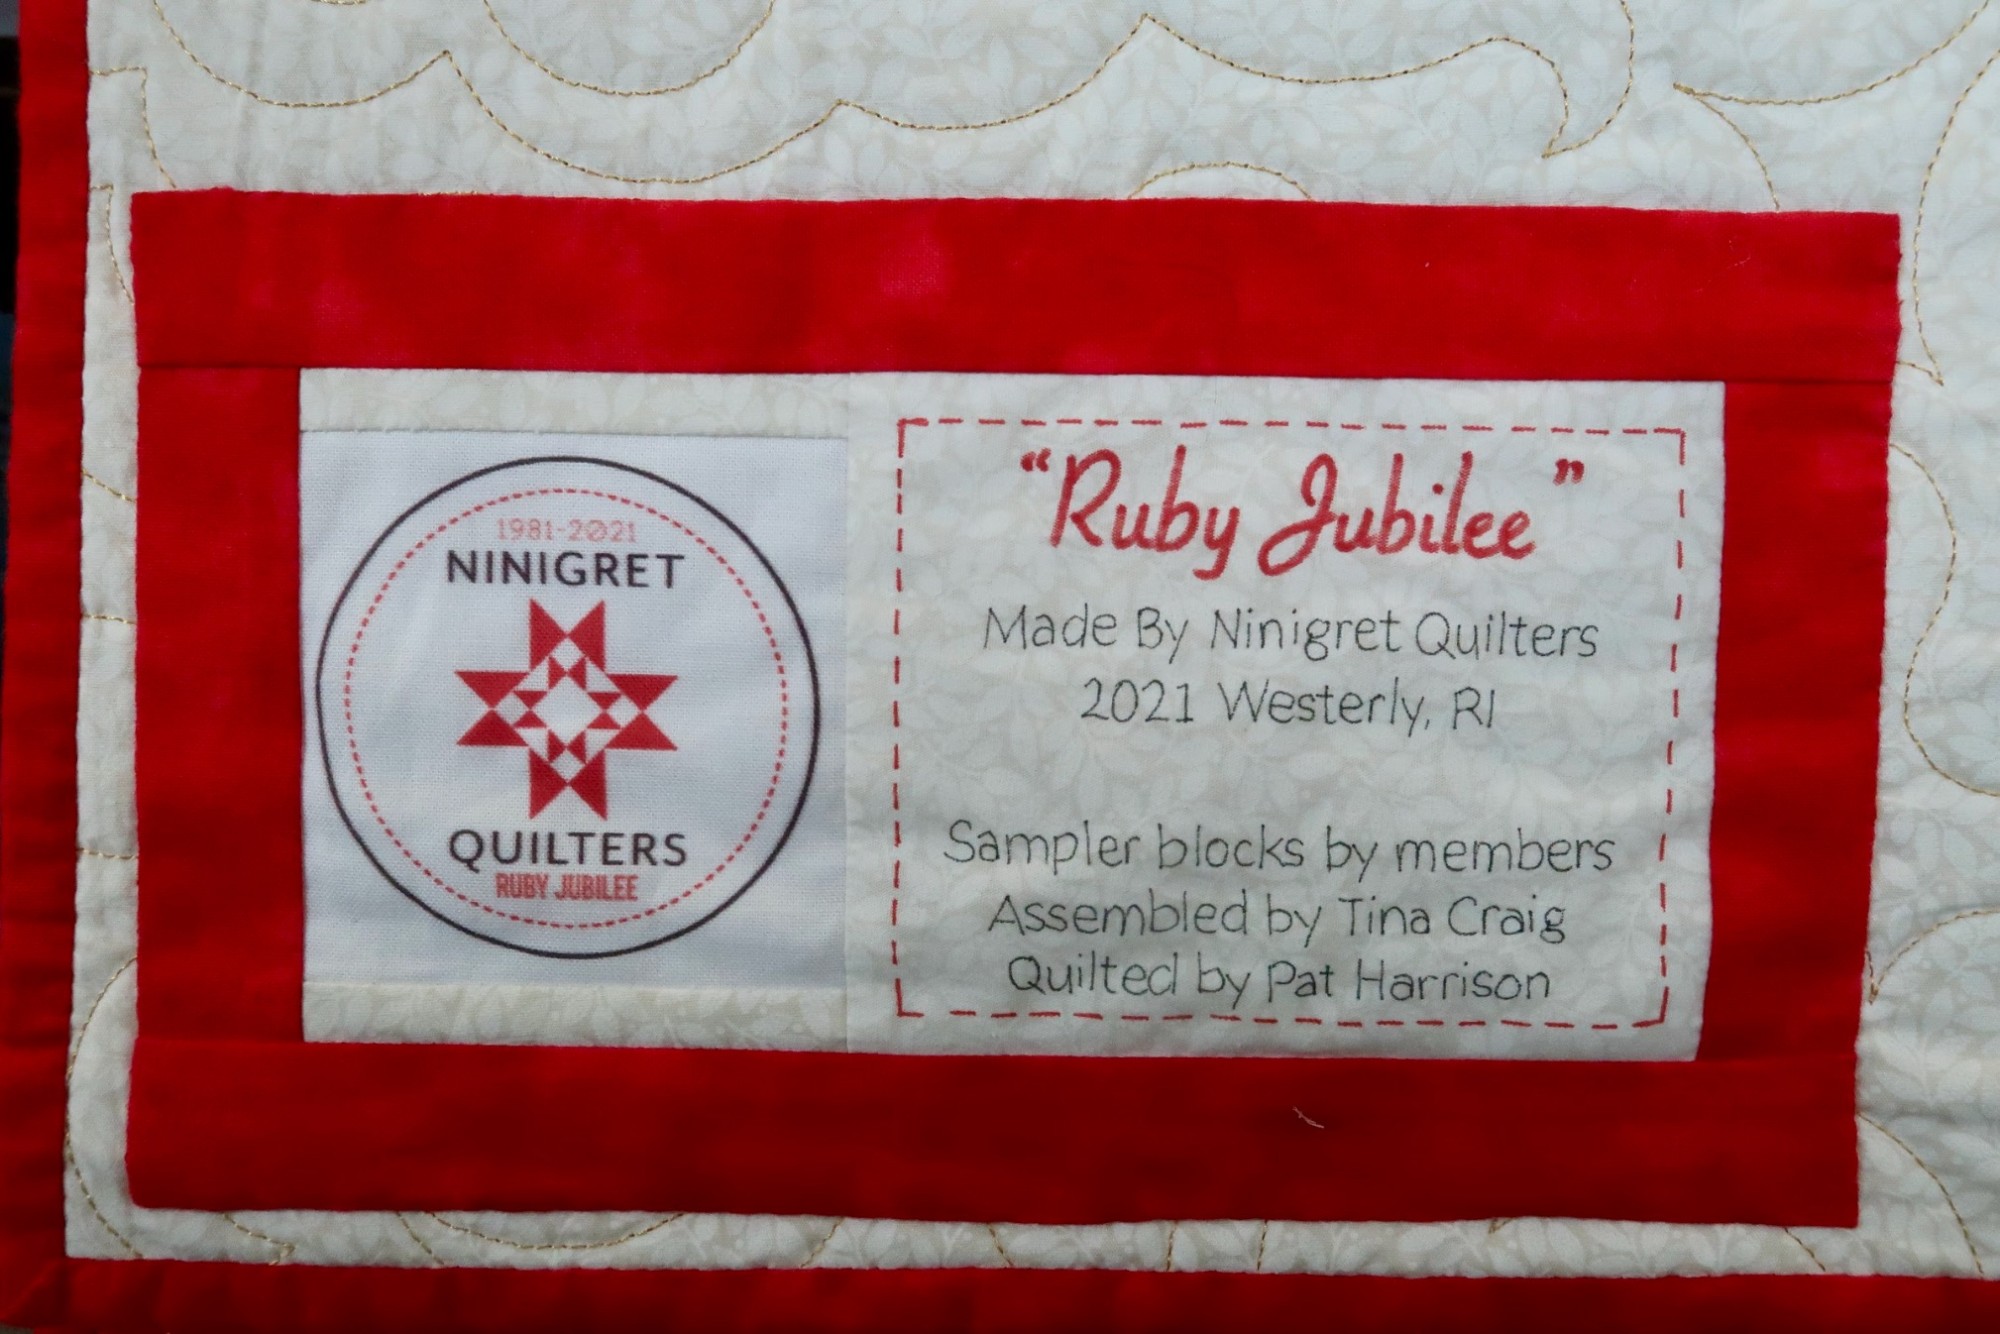 1981-2021
NINIGRET
QUILTERS
RUBY JUBILEE
“Ruby Jubilee”
Made By Ninigret Quilters
2021 Westerly, RI
Sampler blocks by members
Assembled by Tina Craig
Quilted by Pat Harrison